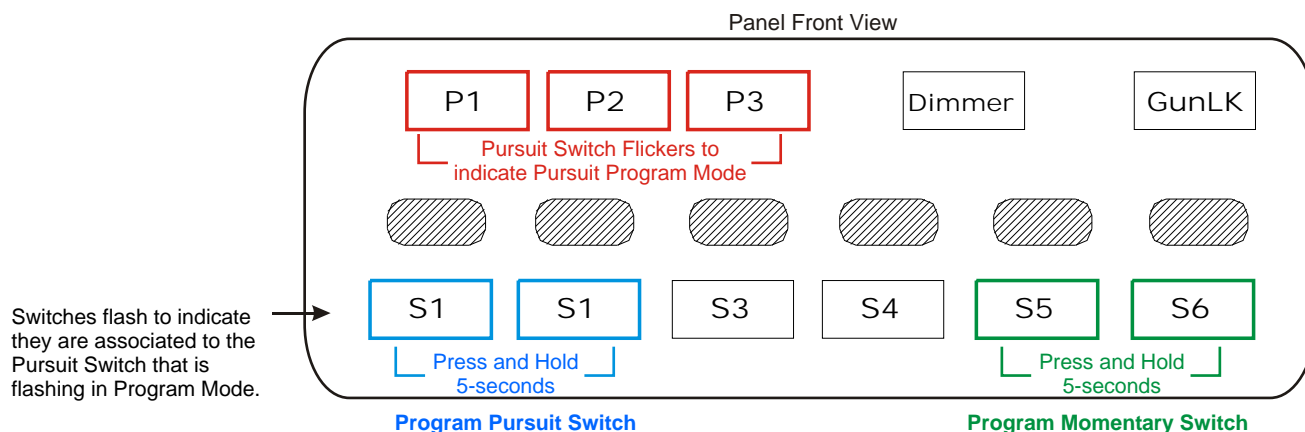 Panel Front View
P1 P2 P3 Dimmer GunLK
Pursuit Switch Flickers to
indicate Pursuit Program Mode
S1 S1 S3 S4 S5 S6
Switches flash to indicate
they are associated to the
Pursuit Switch that is
flashing in Program Mode.
Press and Hold
5-seconds
Press and Hold
5-seconds
Program Pursuit Switch
Program Momentary Switch